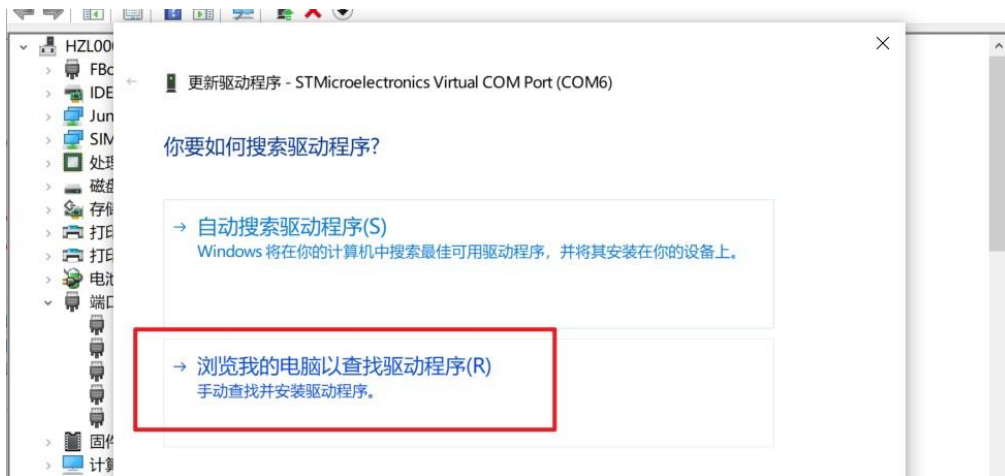 HZL00
FBc
IDE
Jun
SIM
处理
磁盘
存储
打印
打印
电池
端口
固件
计算
更新驱动程序 - STMicroelectronics Virtual COM Port (COM6)
你要如何搜索驱动程序?
→ 自动搜索驱动程序(S)
Windows 将在你的计算机中搜索最佳可用驱动程序，并将其安装在你的设备上。
→ 浏览我的电脑以查找驱动程序(R)
手动查找并安装驱动程序。